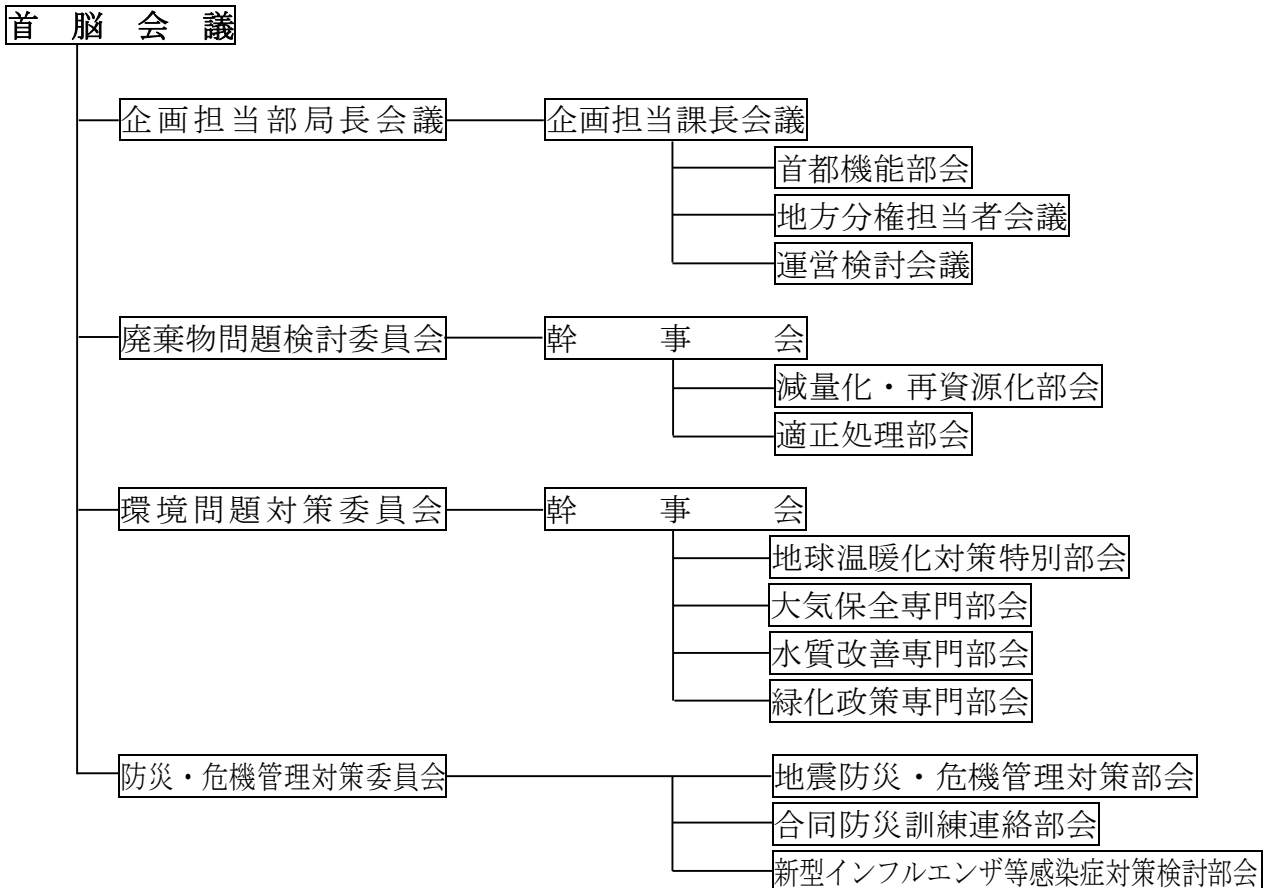 首脳会議
企画担当部局長会議 企画担当課長会議
首都機能部会
地方分権担当者会議
運営検討会議
廃棄物問題検討委員会 幹事会
減量化・再資源化部会
適正処理部会
環境問題対策委員会 幹事会
地球温暖化対策特別部会
大気保全専門部会
水質改善専門部会
緑化政策専門部会
防災・危機管理対策委員会 地震防災・危機管理対策部会
合同防災訓練連絡部会
新型インフルエンザ等感染症対策検討部会